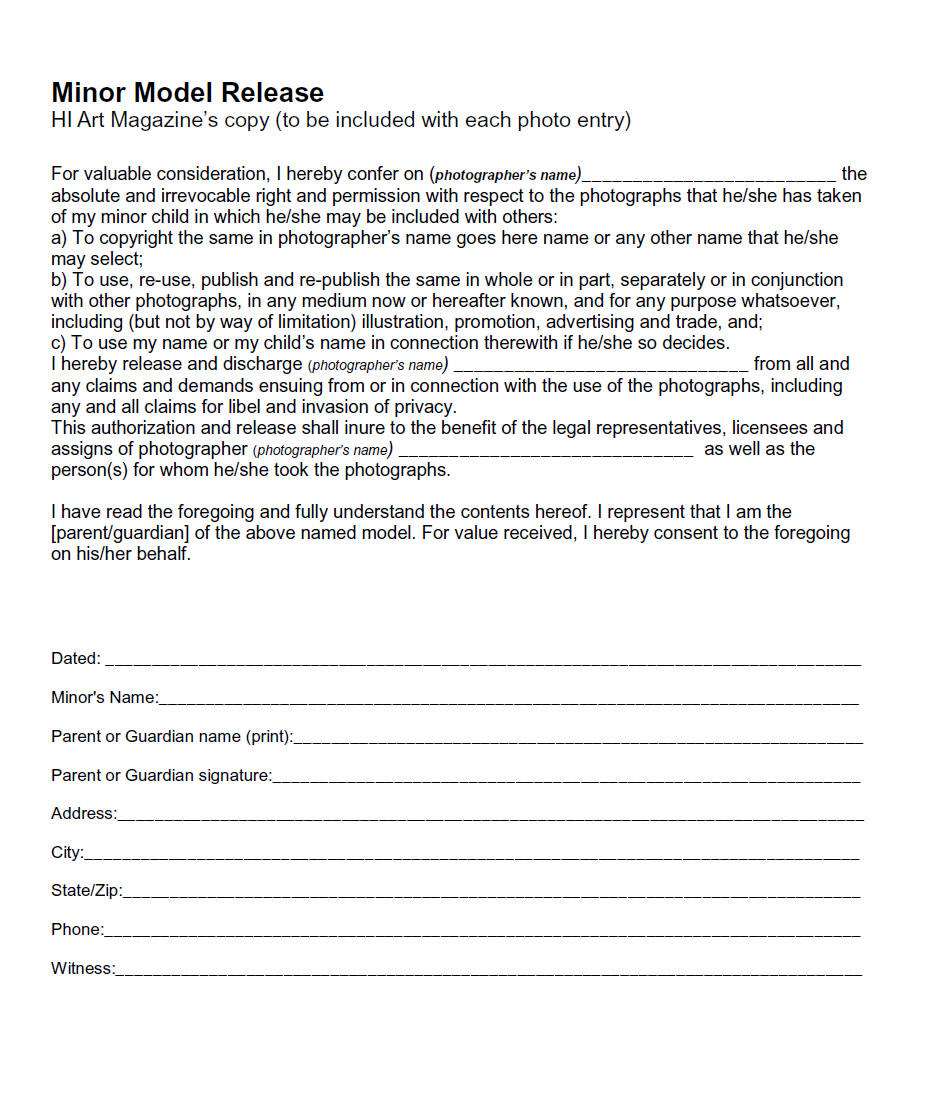 Minor Model Release
HI Art Magazine’s copy (to be included with each photo entry)
For valuable consideration, I hereby confer on (photographer’s name)_________________________ the
absolute and irrevocable right and permission with respect to the photographs that he/she has taken
of my minor child in which he/she may be included with others:
a) To copyright the same in photographer’s name goes here name or any other name that he/she
may select;
b) To use, re-use, publish and re-publish the same in whole or in part, separately or in conjunction
with other photographs, in any medium now or hereafter known, and for any purpose whatsoever,
including (but not by way of limitation) illustration, promotion, advertising and trade, and;
c) To use my name or my child’s name in connection therewith if he/she so decides.
I hereby release and discharge (photographer’s name) _____________________________ from all and
any claims and demands ensuing from or in connection with the use of the photographs, including
any and all claims for libel and invasion of privacy.
This authorization and release shall inure to the benefit of the legal representatives, licensees and
assigns of photographer (photographer’s name) _____________________________ as well as the
person(s) for whom he/she took the photographs.
I have read the foregoing and fully understand the contents hereof. I represent that I am the
[parent/guardian] of the above named model. For value received, I hereby consent to the foregoing
on his/her behalf.
Dated: ______________________________________________________________________________
Minor's Name:________________________________________________________________________
Parent or Guardian name (print):___________________________________________________________
Parent or Guardian signature:_____________________________________________________________
Address:_____________________________________________________________________________
City:________________________________________________________________________________
State/Zip:____________________________________________________________________________
Phone:______________________________________________________________________________
Witness:_____________________________________________________________________________